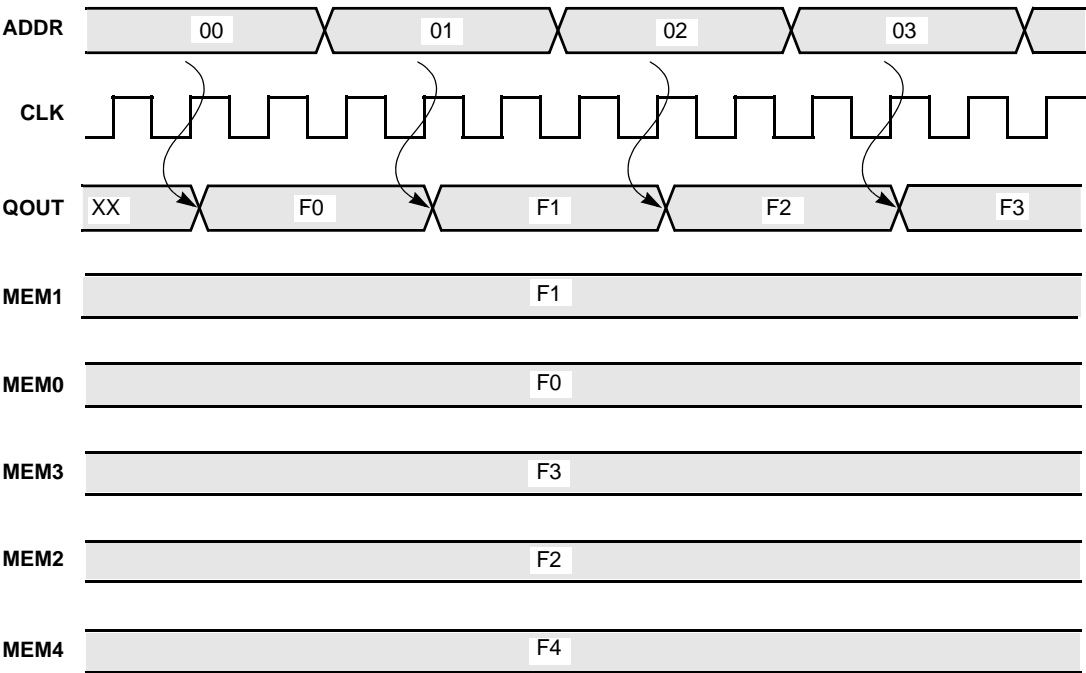 ADDR 00 01 02 03
CLK
QOUT XX F0 F1 F2 F3
MEM1 F1
MEM0 F0
MEM3 F3
MEM2 F2
MEM4 F4